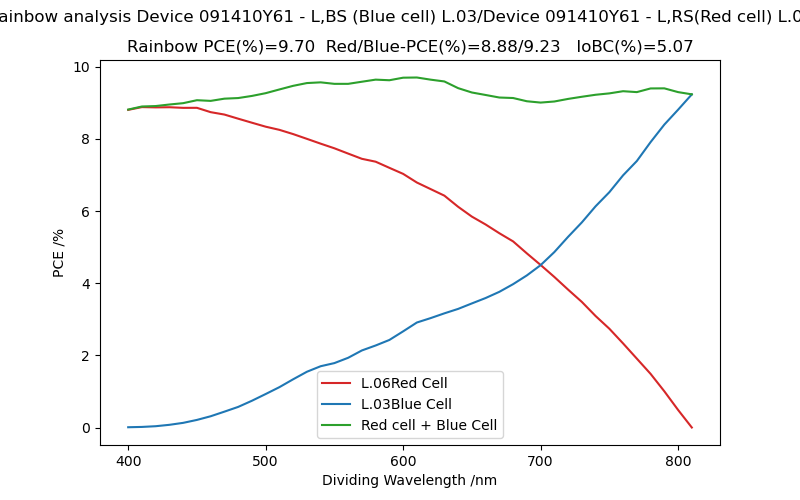 ainbow analysis Device 091410Y61 - L,BS (Blue cell) L.03/Device 091410Y61 - L,RS(Red cell) L.0
Rainbow PCE(%)=9.70  Red/Blue-PCE(%)=8.88/9.23   IoBC(%)=5.07
10
8
6
4
2
0
PCE /%
L.06Red Cell
L.03Blue Cell
Red cell + Blue Cell
400 500 600 700 800
Dividing Wavelength /nm